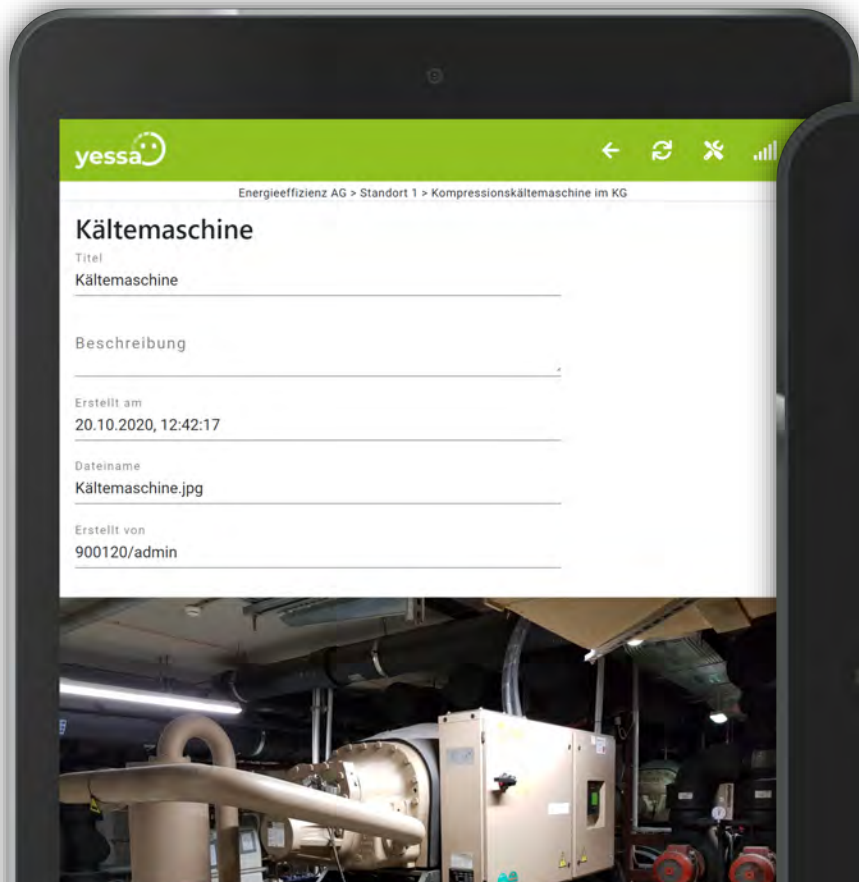 yessa
Energieeffizienz AG > Standort 1 > Kompressionskältemaschine im KG
Kältemaschine
Titel
Kältemaschine
Beschreibung
Erstellt am
20.10.2020, 12:42:17
Dateiname
Kältemaschine.jpg
Erstellt von
900120/admin